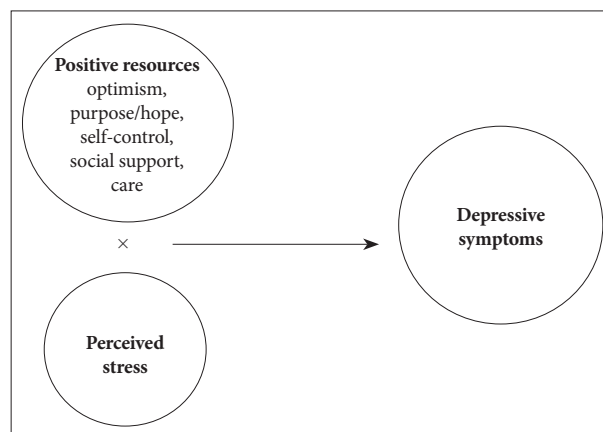 Positive resources
optimism,
purpose/hope,
self-control,
social support,
care
×
Depressive
symptoms
Perceived
stress